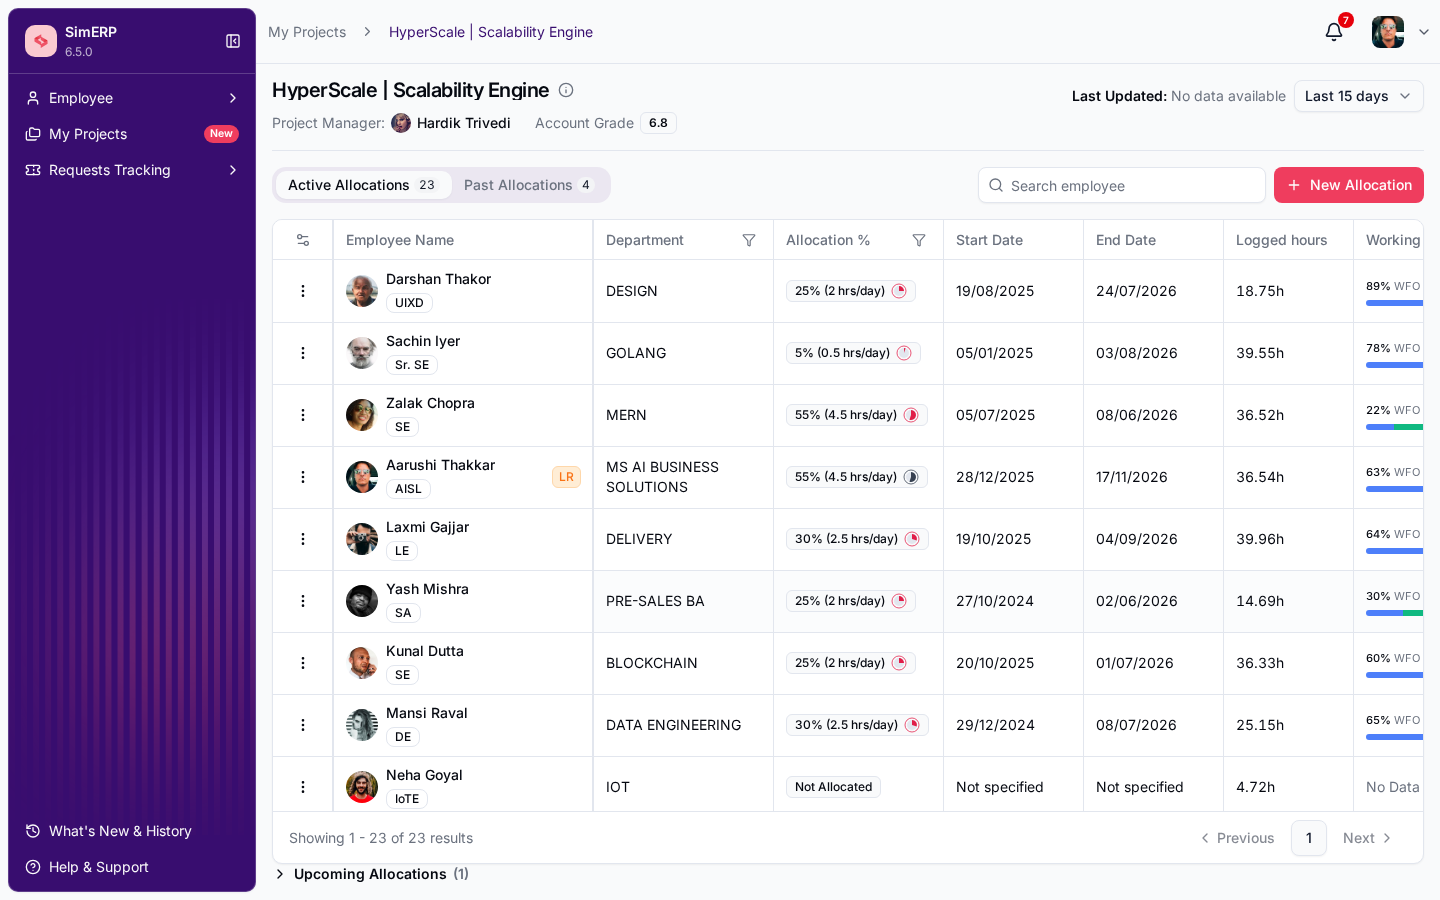 SimERP
6.5.0
Employee
My Projects
New
Requests Tracking
What's New & History
Help & Support
My Projects
HyperScale | Scalability Engine
7
HyperScale | Scalability Engine
Project Manager: Hardik Trivedi
Account Grade 6.8
Last Updated: No data available
Last 15 days
Active Allocations 23
Past Allocations 4
Search employee
New Allocation
Employee Name
Department
Allocation %
Start Date
End Date
Logged hours
Working
Darshan Thakor
UIXD
DESIGN
25% (2 hrs/day)
19/08/2025
24/07/2026
18.75h
89% WFO
Sachin Iyer
Sr. SE
GOLANG
5% (0.5 hrs/day)
05/01/2025
03/08/2026
39.55h
78% WFO
Zalak Chopra
SE
MERN
55% (4.5 hrs/day)
05/07/2025
08/06/2026
36.52h
22% WFO
Aarushi Thakkar
AISL
LR
MS AI BUSINESS
SOLUTIONS
55% (4.5 hrs/day)
28/12/2025
17/11/2026
36.54h
63% WFO
Laxmi Gajjar
LE
DELIVERY
30% (2.5 hrs/day)
19/10/2025
04/09/2026
39.96h
64% WFO
Yash Mishra
SA
PRE-SALES BA
25% (2 hrs/day)
27/10/2024
02/06/2026
14.69h
30% WFO
Kunal Dutta
SE
BLOCKCHAIN
25% (2 hrs/day)
20/10/2025
01/07/2026
36.33h
60% WFO
Mansi Raval
DE
DATA ENGINEERING
30% (2.5 hrs/day)
29/12/2024
08/07/2026
25.15h
65% WFO
Neha Goyal
IoTE
IOT
Not Allocated
Not specified
Not specified
4.72h
No Data
Showing 1 - 23 of 23 results
Previous
1
Next
Upcoming Allocations (1)